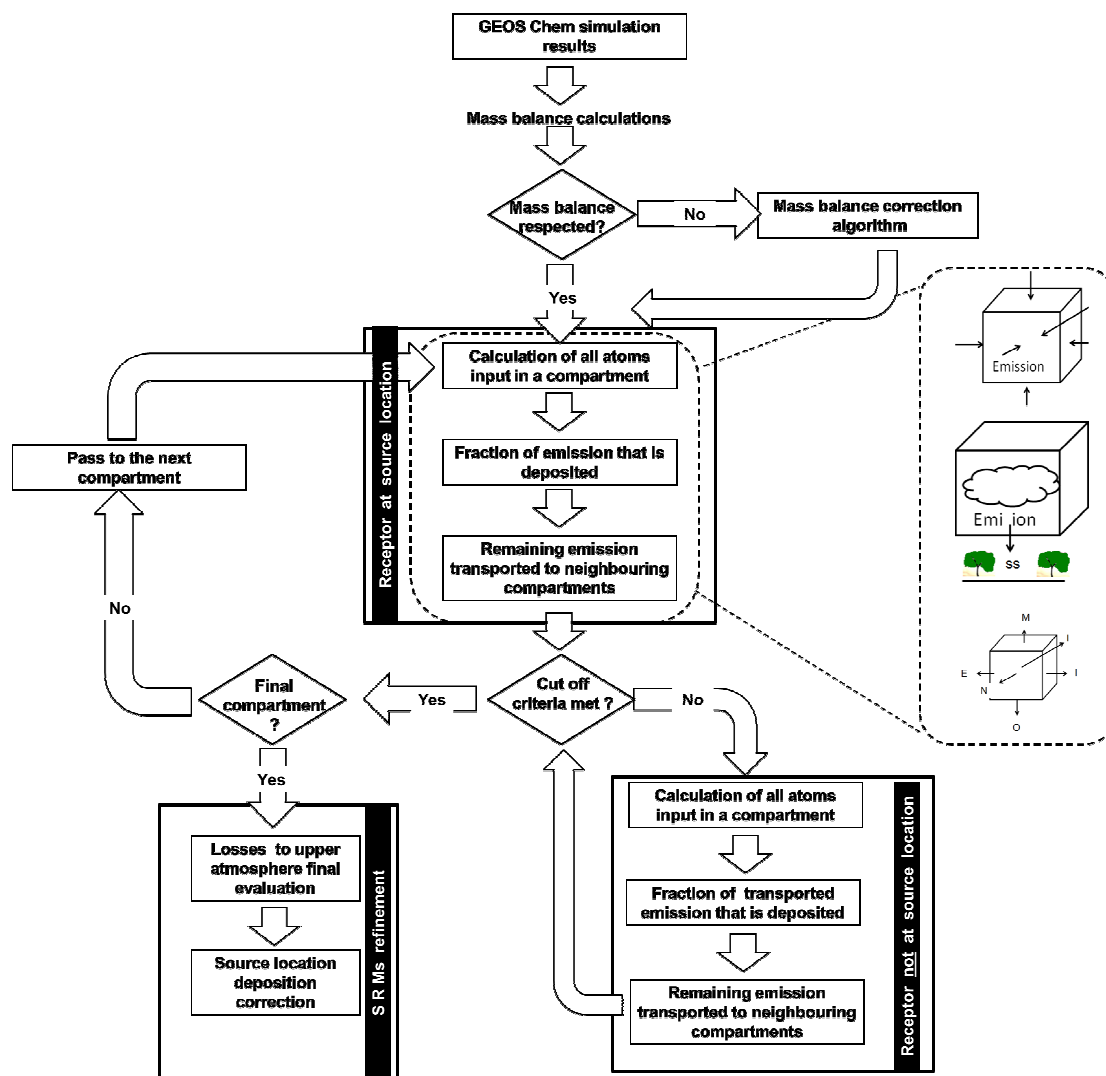 GEOS Chem simulation
results
Mass balance calculations
Mass balance
respected?
No
Mass balance correction
algorithm
Yes
Receptor at source location
Calculation of all atoms
input in a compartment
Fraction of emission that is
deposited
Remaining emission
transported to neighbouring
compartments
Emission
Emi ion
ss
M
I
E
I
N
O
Pass to the next
compartment
No
Final
compartment
?
Yes
Cut off
criteria met ?
No
Yes
Losses to upper
atmosphere final
evaluation
Source location
deposition
correction
S R Ms refinement
Calculation of all atoms
input in a compartment
Fraction of transported
emission that is deposited
Remaining emission
transported to neighbouring
compartments
Receptor not at source location